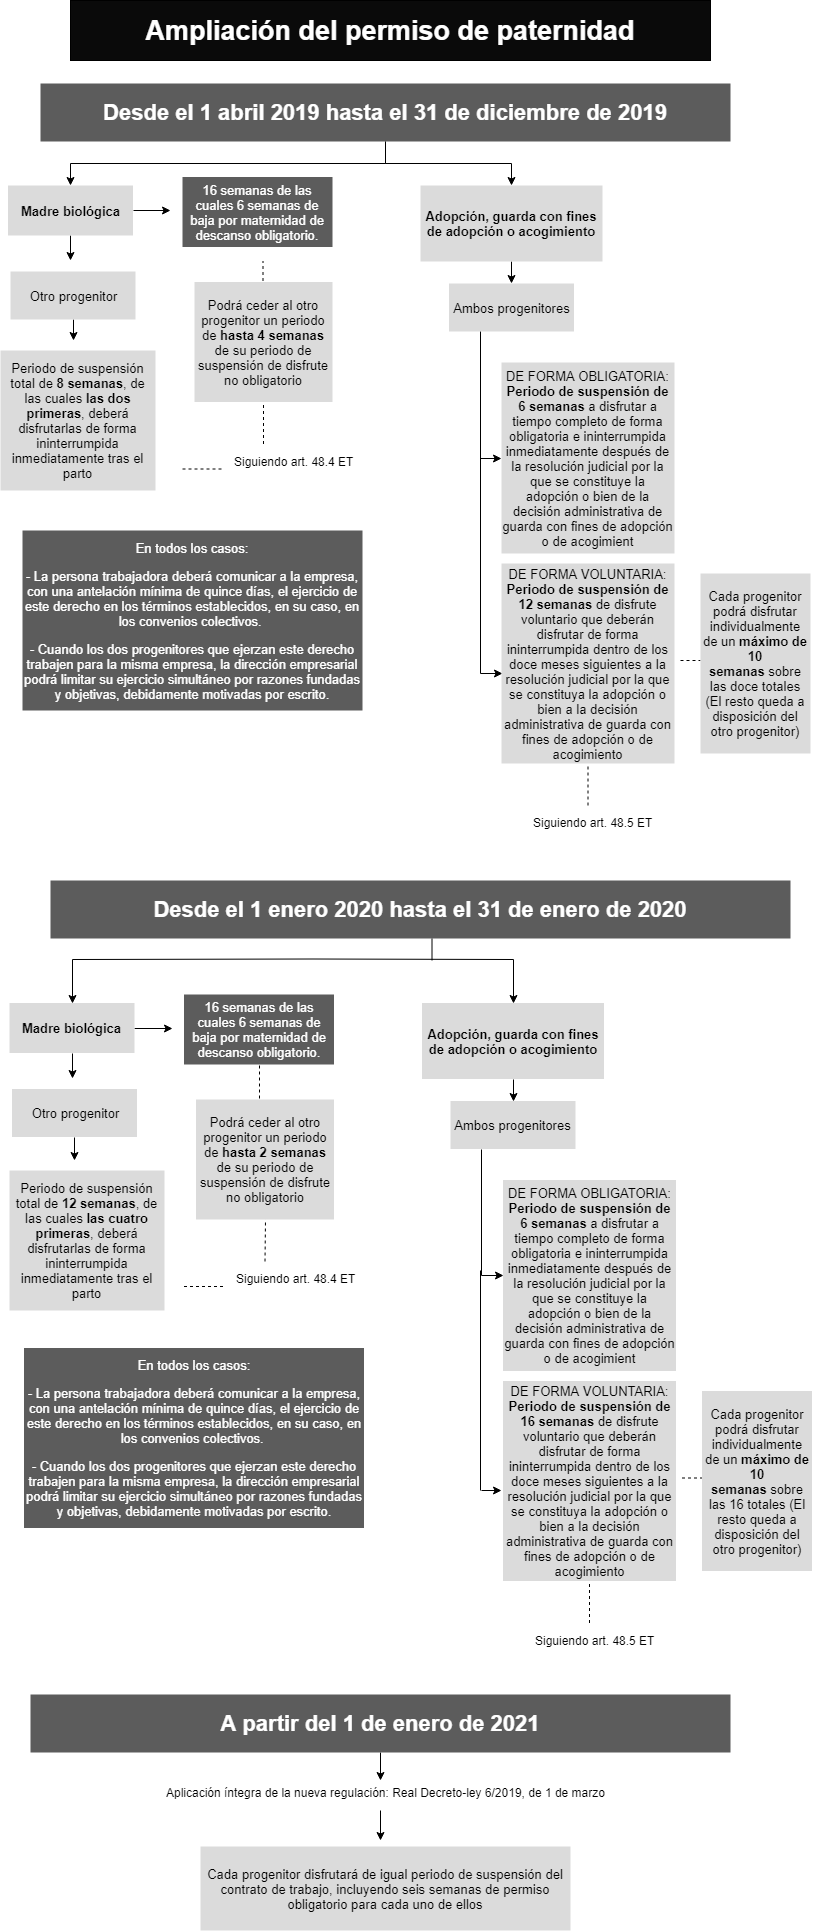 Ampliación del permiso de paternidad
Desde el 1 abril 2019 hasta el 31 de diciembre de 2019
Madre biológica
16 semanas de las
cuales 6 semanas de
baja por maternidad de
descanso obligatorio.
Otro progenitor
Podrá ceder al otro
progenitor un periodo
de hasta 4 semanas
de su periodo de
suspensión de disfrute
no obligatorio
Periodo de suspensión
total de 8 semanas, de
las cuales las dos
primeras, deberá
disfrutarlas de forma
ininterrumpida
inmediatamente tras el
parto
Siguiendo art. 48.4 ET
Adopción, guarda con fines
de adopción o acogimiento
Ambos progenitores
DE FORMA OBLIGATORIA:
Periodo de suspensión de
6 semanas a disfrutar a
tiempo completo de forma
obligatoria e ininterrumpida
inmediatamente después de
la resolución judicial por la
que se constituye la
adopción o bien de la
decisión administrativa de
guarda con fines de adopción
o de acogimient
DE FORMA VOLUNTARIA:
Periodo de suspensión de
12 semanas de disfrute
voluntario que deberán
disfrutar de forma
ininterrumpida dentro de los
doce meses siguientes a la
resolución judicial por la que
se constituya la adopción o
bien a la decisión
administrativa de guarda con
fines de adopción o de
acogimiento
Cada progenitor
podrá disfrutar
individualmente
de un máximo de
10
semanas sobre
las doce totales
(El resto queda a
disposición del
otro progenitor)
Siguiendo art. 48.5 ET
En todos los casos:
- La persona trabajadora deberá comunicar a la empresa,
con una antelación mínima de quince días, el ejercicio de
este derecho en los términos establecidos, en su caso, en
los convenios colectivos.
- Cuando los dos progenitores que ejerzan este derecho
trabajen para la misma empresa, la dirección empresarial
podrá limitar su ejercicio simultáneo por razones fundadas
y objetivas, debidamente motivadas por escrito.
Desde el 1 enero 2020 hasta el 31 de enero de 2020
Madre biológica
16 semanas de las
cuales 6 semanas de
baja por maternidad de
descanso obligatorio.
Otro progenitor
Podrá ceder al otro
progenitor un periodo
de hasta 2 semanas
de su periodo de
suspensión de disfrute
no obligatorio
Periodo de suspensión
total de 12 semanas, de
las cuales las cuatro
primeras, deberá
disfrutarlas de forma
ininterrumpida
inmediatamente tras el
parto
Siguiendo art. 48.4 ET
Adopción, guarda con fines
de adopción o acogimiento
Ambos progenitores
DE FORMA OBLIGATORIA:
Periodo de suspensión de
6 semanas a disfrutar a
tiempo completo de forma
obligatoria e ininterrumpida
inmediatamente después de
la resolución judicial por la
que se constituye la
adopción o bien de la
decisión administrativa de
guarda con fines de adopción
o de acogimient
DE FORMA VOLUNTARIA:
Periodo de suspensión de
16 semanas de disfrute
voluntario que deberán
disfrutar de forma
ininterrumpida dentro de los
doce meses siguientes a la
resolución judicial por la que
se constituya la adopción o
bien a la decisión
administrativa de guarda con
fines de adopción o de
acogimiento
Cada progenitor
podrá disfrutar
individualmente
de un máximo de
10
semanas sobre
las 16 totales (El
resto queda a
disposición del
otro progenitor)
Siguiendo art. 48.5 ET
En todos los casos:
- La persona trabajadora deberá comunicar a la empresa,
con una antelación mínima de quince días, el ejercicio de
este derecho en los términos establecidos, en su caso, en
los convenios colectivos.
- Cuando los dos progenitores que ejerzan este derecho
trabajen para la misma empresa, la dirección empresarial
podrá limitar su ejercicio simultáneo por razones fundadas
y objetivas, debidamente motivadas por escrito.
A partir del 1 de enero de 2021
Aplicación íntegra de la nueva regulación: Real Decreto-ley 6/2019, de 1 de marzo
Cada progenitor disfrutará de igual periodo de suspensión del
contrato de trabajo, incluyendo seis semanas de permiso
obligatorio para cada uno de ellos